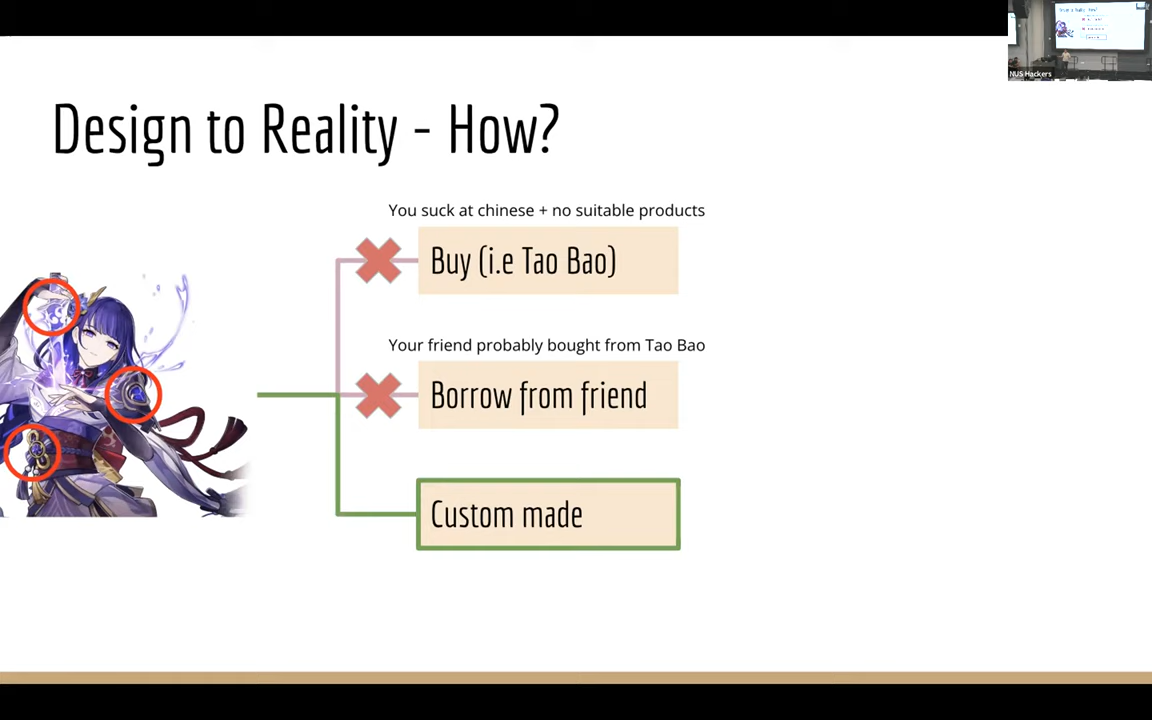 NUS Hackers
Design to Reality - How?
You suck at chinese + no suitable products
Buy (i.e Tao Bao)
Your friend probably bought from Tao Bao
Borrow from friend
Custom made